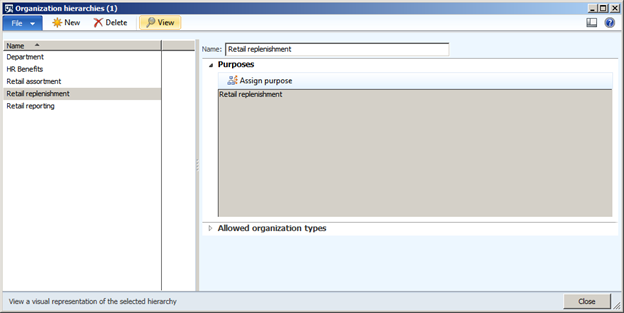 Organization hierarchies (1)
File New Delete View
Name
Department
HR Benefits
Retail assortment
Retail replenishment
Retail reporting
Name: Retail replenishment
Purposes
Assign purpose
Retail replenishment
Allowed organization types
View a visual representation of the selected hierarchy
Close